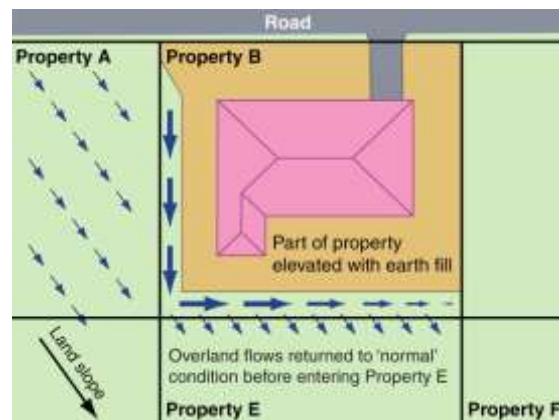 Road
Property A
Property B
Part of property
elevated with earth fill
Land slope
Overland flows returned to 'normal'
condition before entering Property E
Property E
Property F